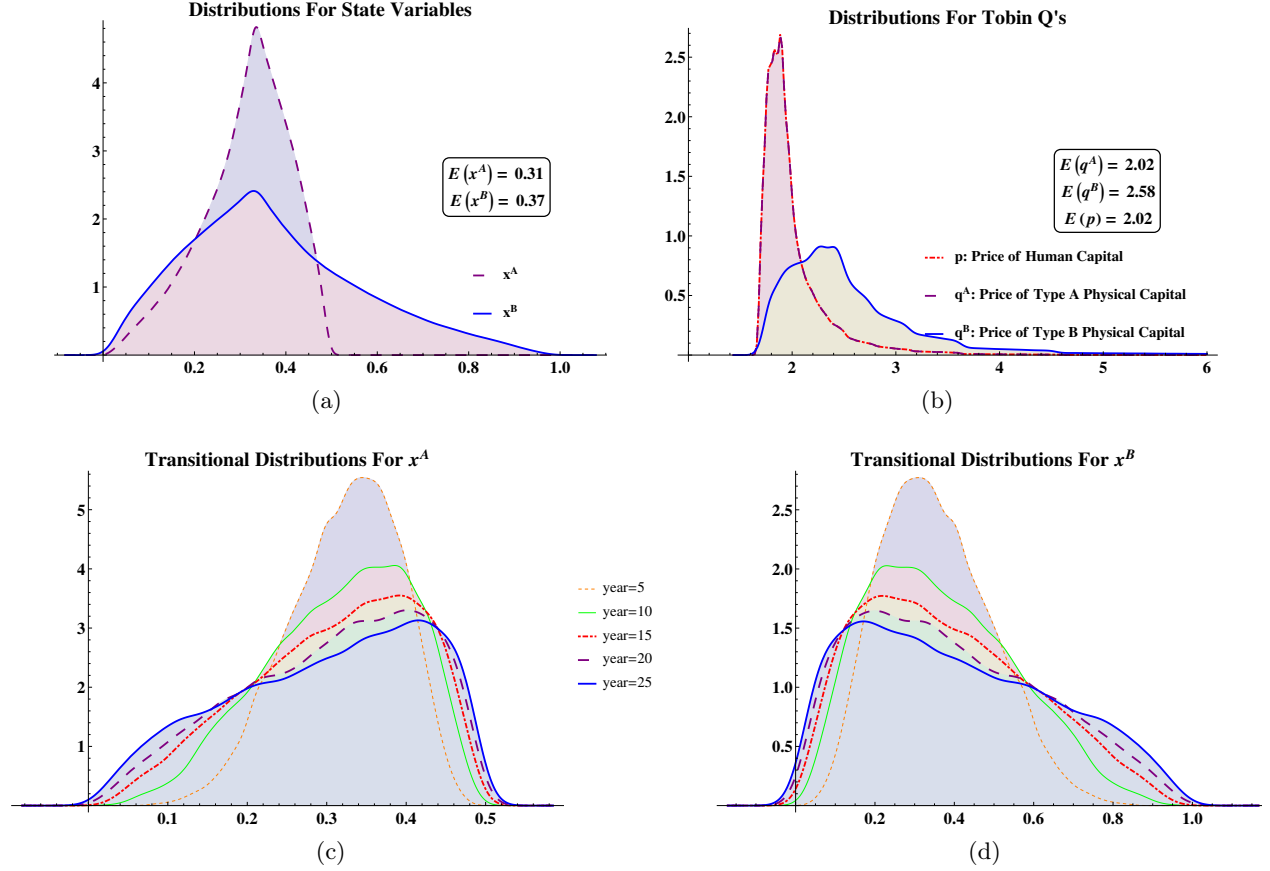 Distributions For State Variables
4
3
2
1
0.2
0.4
0.6
0.8
1.0
E(x^A) = 0.31
E(x^B) = 0.37
x^A
x^B
(a)
Distributions For Tobin Q's
2.5
2.0
1.5
1.0
0.5
2
3
4
5
6
E(q^A) = 2.02
E(q^B) = 2.58
E(p) = 2.02
p: Price of Human Capital
q^A: Price of Type A Physical Capital
q^B: Price of Type B Physical Capital
(b)
Transitional Distributions For x^A
5
4
3
2
1
0.1
0.2
0.3
0.4
0.5
year=5
year=10
year=15
year=20
year=25
(c)
Transitional Distributions For x^B
2.5
2.0
1.5
1.0
0.5
0.2
0.4
0.6
0.8
1.0
(d)